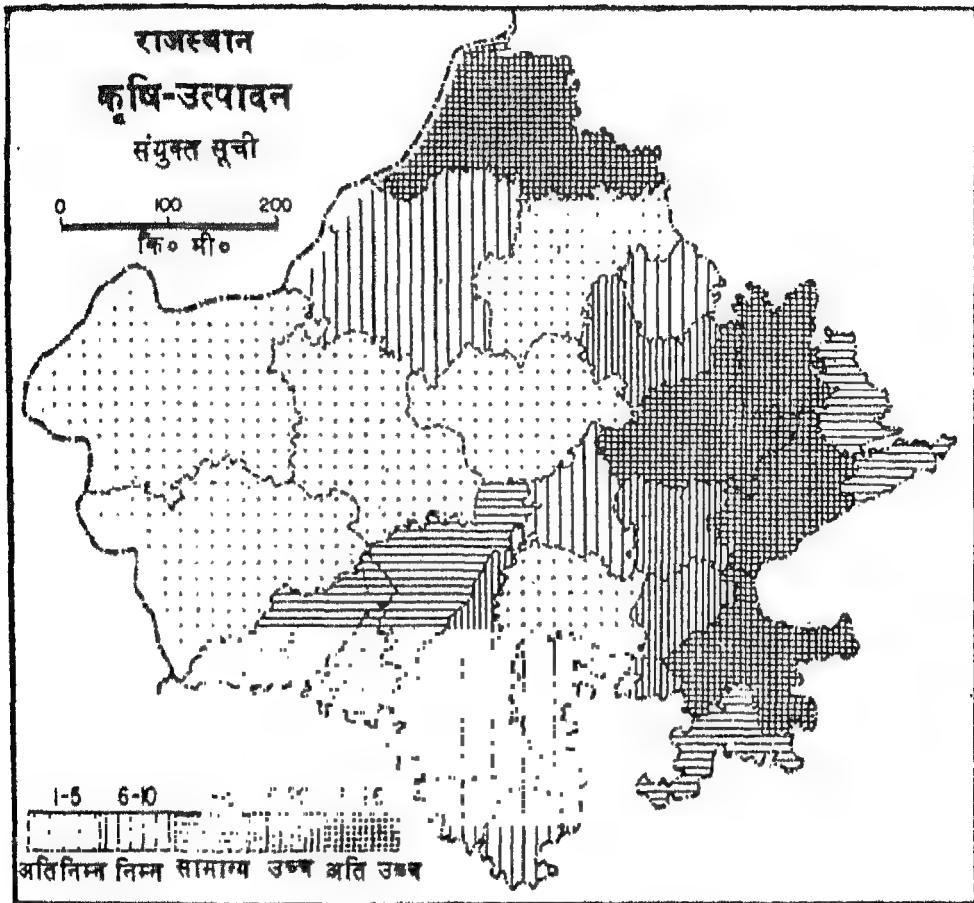 राजस्थान
कृषि-उत्पादन
संयुक्त सूची
0 100 200
कि० मी०
1-5 6-10
अतिनिम्न निम्न सामान्य उच्च अति उच्च